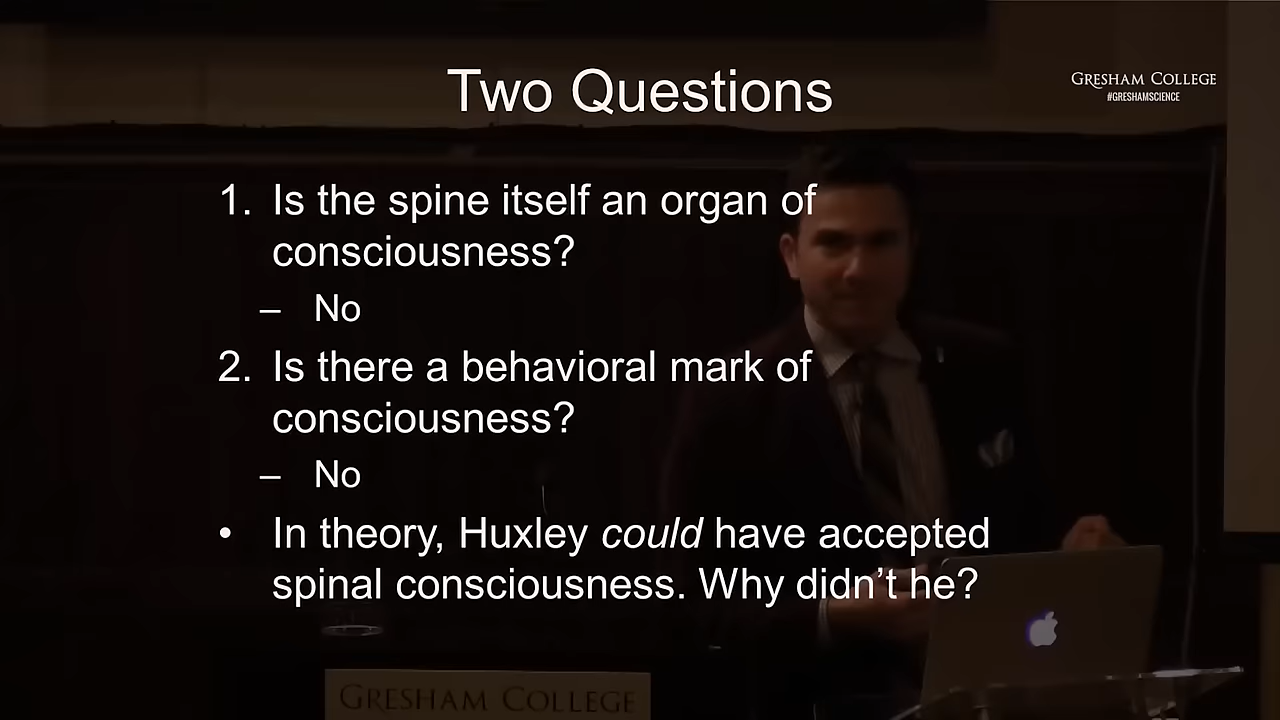 Two Questions
GRESHAM COLLEGE
#GRESHAMSCIENCE
1. Is the spine itself an organ of
consciousness?
– No
2. Is there a behavioral mark of
consciousness?
– No
• In theory, Huxley could have accepted
spinal consciousness. Why didn’t he?
GRESHAM COLLEGE